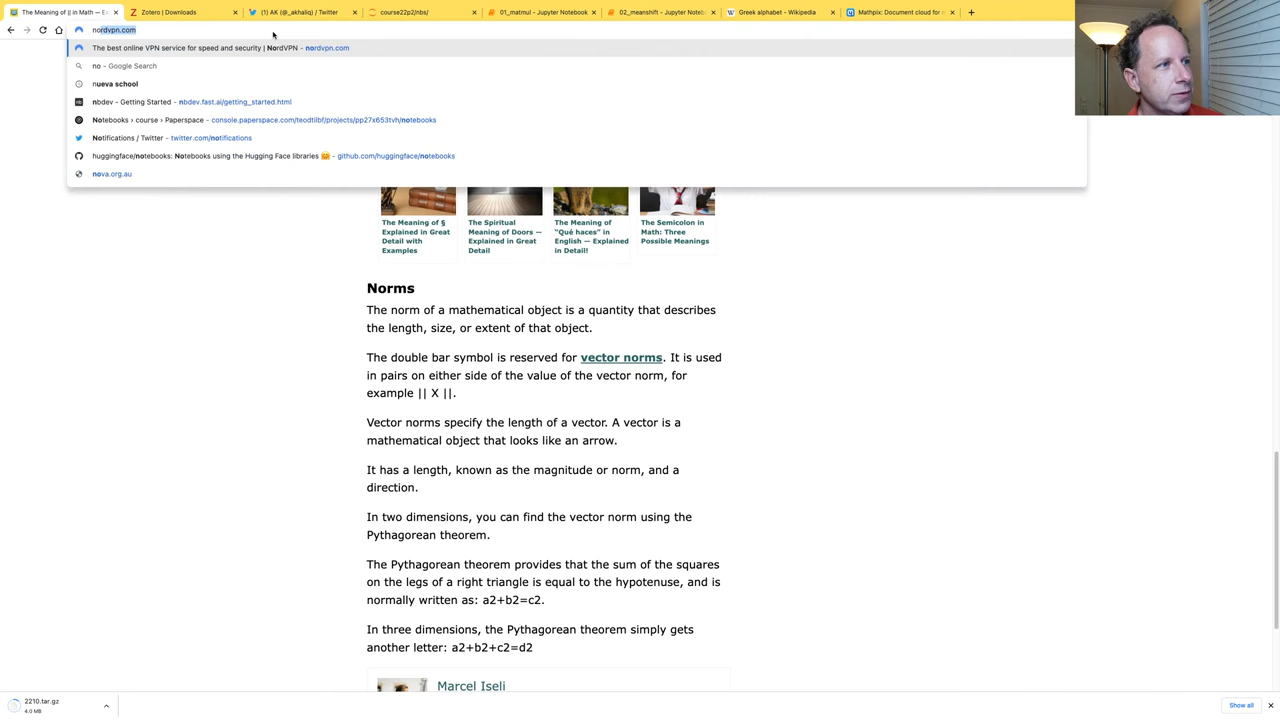 The Meaning of || in Math – Ex
Zotero | Downloads
(1) AK (@_akhaliq) / Twitter
course22p2/nbs/
01_matmul - Jupyter Notebook
02_meanshift - Jupyter Noteb
Greek alphabet - Wikipedia
Mathpix: Document cloud for
nordvpn.com
The best online VPN service for speed and security | NordVPN - nordvpn.com
no - Google Search
nueva school
nbdev - Getting Started - nbdev.fast.ai/getting_started.html
Notebooks › course › Paperspace - console.paperspace.com/teodtilbf/projects/pp27x653tvh/notebooks
Notifications / Twitter - twitter.com/notifications
huggingface/notebooks: Notebooks using the Hugging Face libraries 🤗 - github.com/huggingface/notebooks
nova.org.au
The Meaning of § Explained in Great Detail with Examples
The Spiritual Meaning of Doors — Explained in Great Detail
The Meaning of “Qué haces” in English — Explained in Detail!
The Semicolon in Math: Three Possible Meanings
Norms
The norm of a mathematical object is a quantity that describes
the length, size, or extent of that object.
The double bar symbol is reserved for vector norms. It is used
in pairs on either side of the value of the vector norm, for
example || X ||.
Vector norms specify the length of a vector. A vector is a
mathematical object that looks like an arrow.
It has a length, known as the magnitude or norm, and a
direction.
In two dimensions, you can find the vector norm using the
Pythagorean theorem.
The Pythagorean theorem provides that the sum of the squares
on the legs of a right triangle is equal to the hypotenuse, and is
normally written as: a2+b2=c2.
In three dimensions, the Pythagorean theorem simply gets
another letter: a2+b2+c2=d2
Marcel Iseli
2210.tar.gz
4.0 MB
Show all